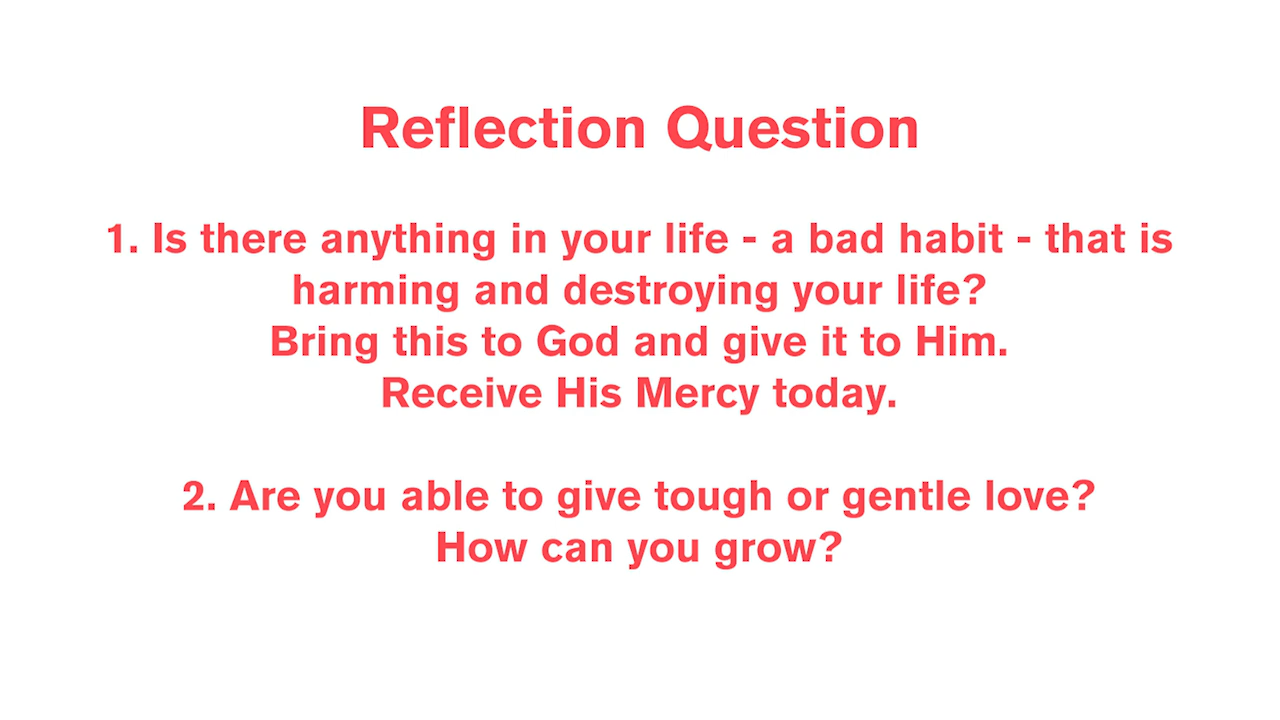 Reflection Question
1. Is there anything in your life - a bad habit - that is
harming and destroying your life?
Bring this to God and give it to Him.
Receive His Mercy today.
2. Are you able to give tough or gentle love?
How can you grow?